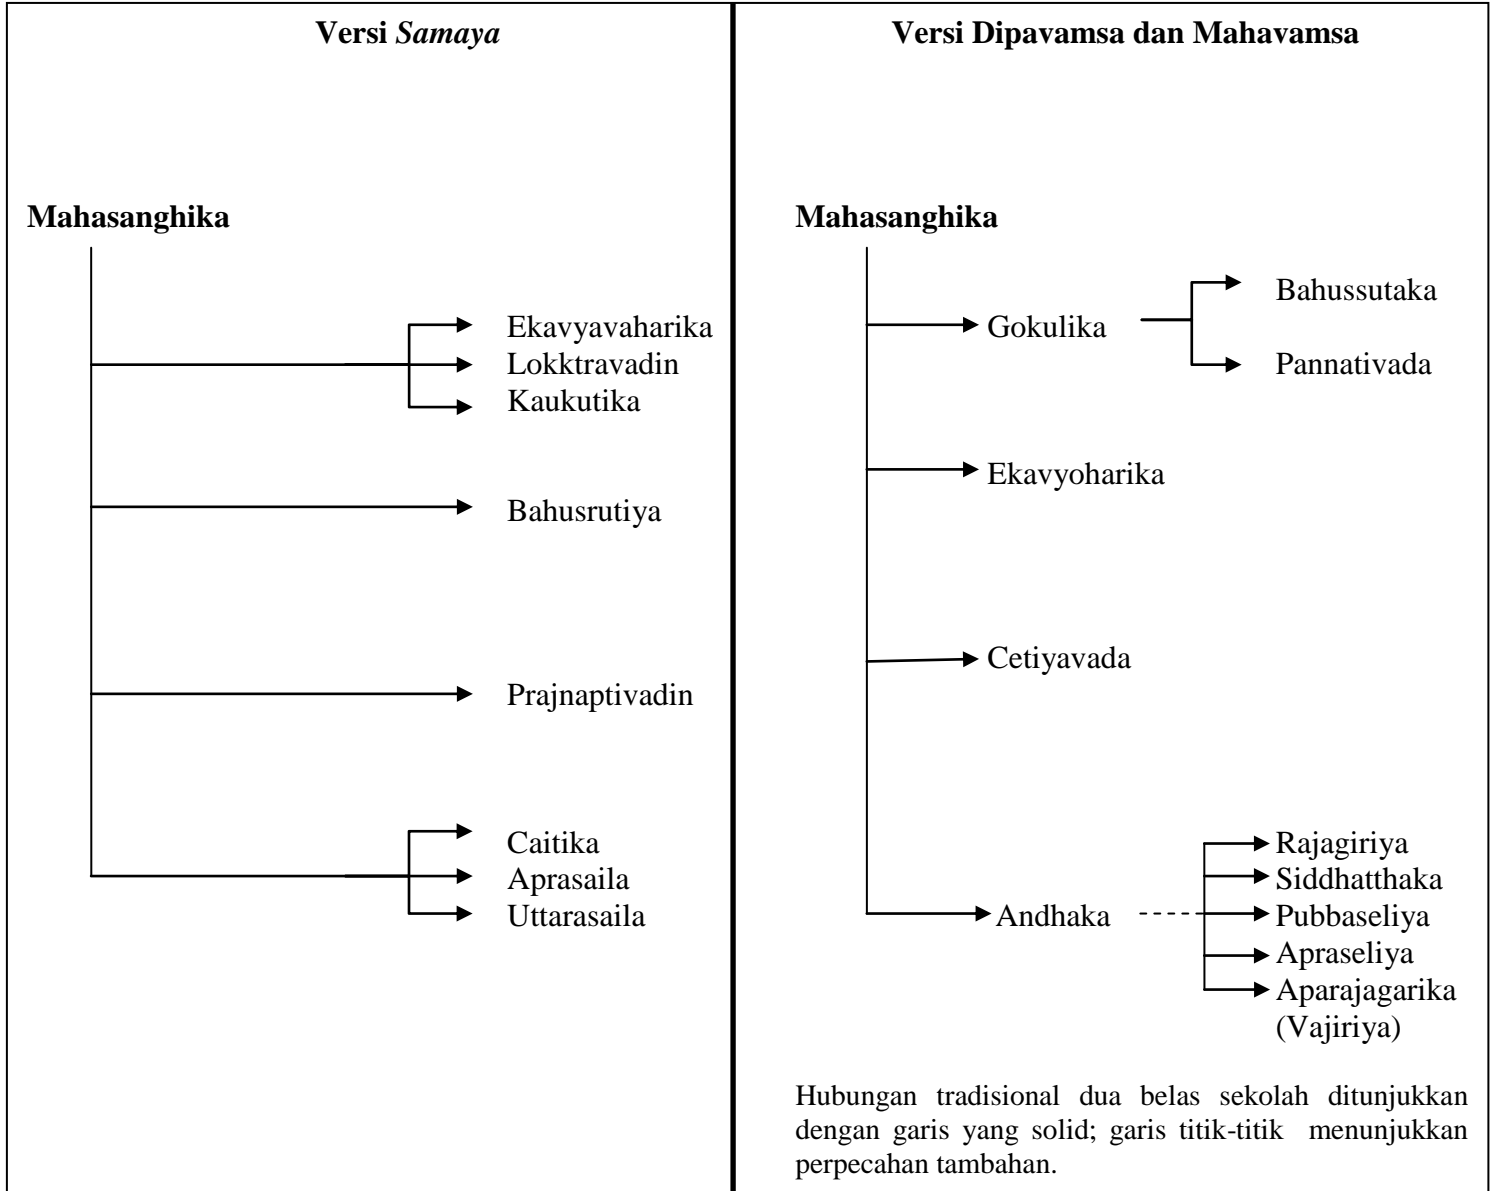 Versi Samaya
Mahasanghika
Ekavyavaharika
Lokktravadin
Kaukutika
Bahusrutiya
Prajnaptivadin
Caitika
Aprasaila
Uttarasaila
Versi Dipavamsa dan Mahavamsa
Mahasanghika
Gokulika
Bahussutaka
Pannativada
Ekavyoharika
Cetiyavada
Andhaka
Rajagiriya
Siddhatthaka
Pubbaseliya
Apraseliya
Aparajagarika
(Vajiriya)
Hubungan tradisional dua belas sekolah ditunjukkan
dengan garis yang solid; garis titik-titik menunjukkan
perpecahan tambahan.